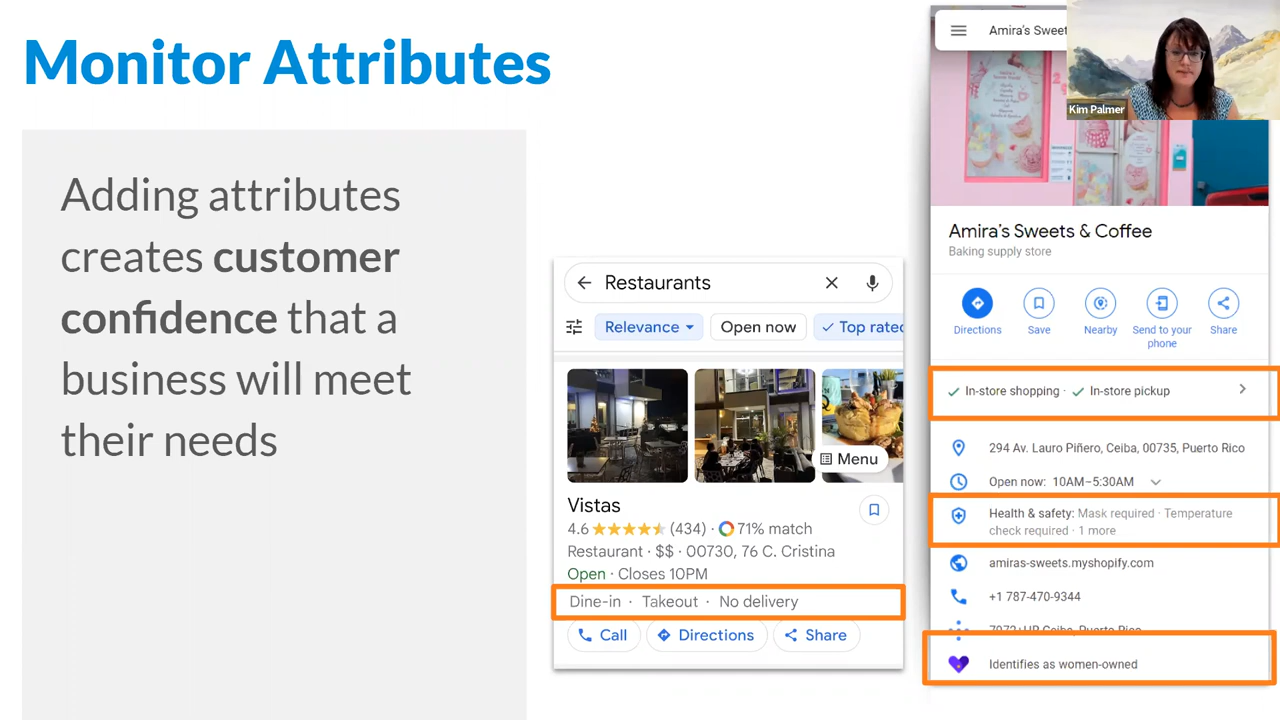 Monitor Attributes
Adding attributes
creates customer
confidence that a
business will meet
their needs
Restaurants
Relevance
Open now
Top rated
Menu
Vistas
4.6 (434) · 71% match
Restaurant · $$ · 00730, 76 C. Cristina
Open · Closes 10PM
Dine-in · Takeout · No delivery
Call
Directions
Share
Amira's Sweet
Kim Palmer
Amira's Sweets & Coffee
Baking supply store
Directions
Save
Nearby
Send to your
phone
Share
In-store shopping · In-store pickup
294 Av. Lauro Piñero, Ceiba, 00735, Puerto Rico
Open now: 10AM–5:30AM
Health & safety: Mask required · Temperature
check required · 1 more
amiras-sweets.myshopify.com
+1 787-470-9344
Identifies as women-owned